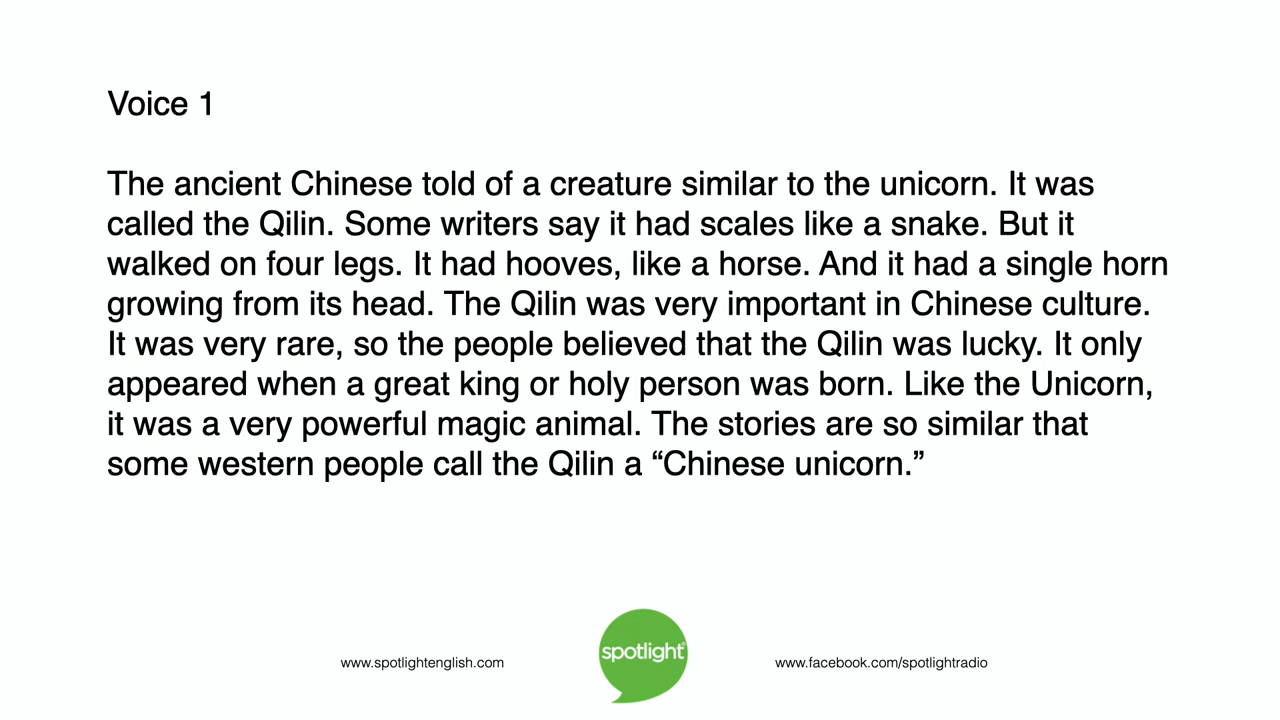 Voice 1
The ancient Chinese told of a creature similar to the unicorn. It was
called the Qilin. Some writers say it had scales like a snake. But it
walked on four legs. It had hooves, like a horse. And it had a single horn
growing from its head. The Qilin was very important in Chinese culture.
It was very rare, so the people believed that the Qilin was lucky. It only
appeared when a great king or holy person was born. Like the Unicorn,
it was a very powerful magic animal. The stories are so similar that
some western people call the Qilin a “Chinese unicorn.”
www.spotlightenglish.com
spotlight®
www.facebook.com/spotlightradio